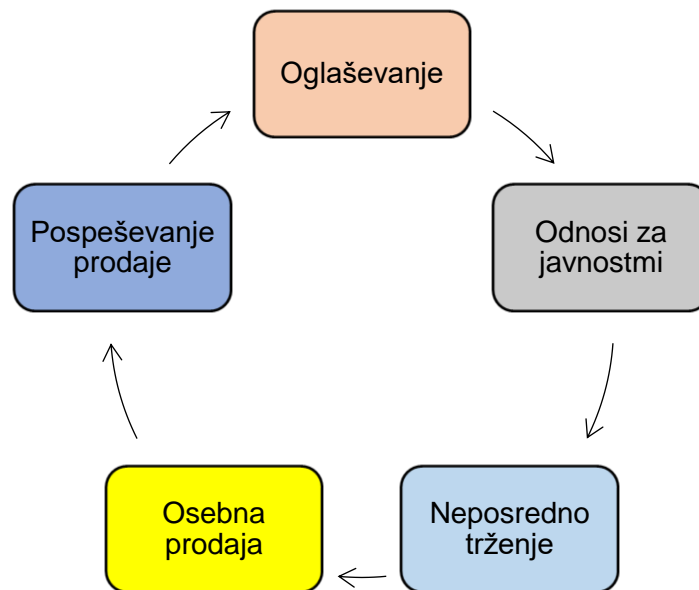 Oglaševanje
Odnosi za
javnostmi
Neposredno
trženje
Osebna
prodaja
Pospeševanje
prodaje